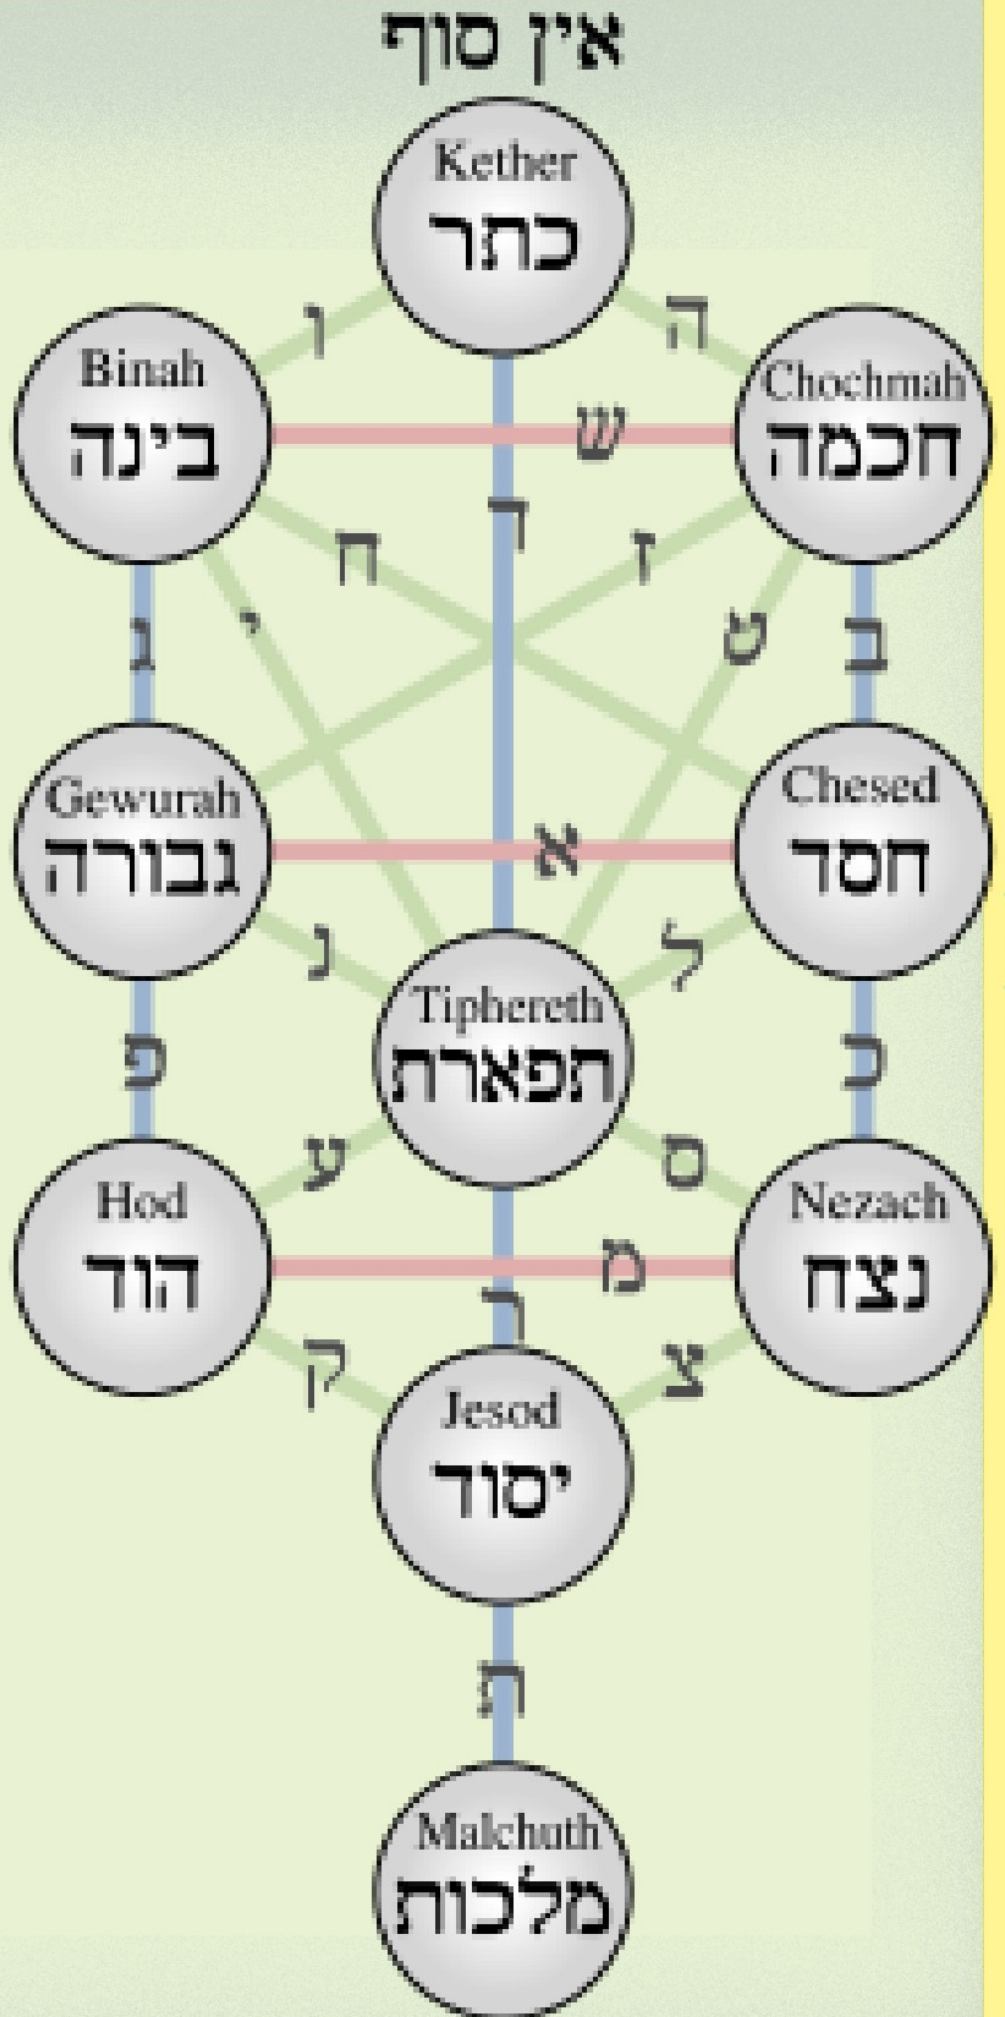 אין סוף
Kether
כתר
ו
ה
Binah
בינה
ש
Chochmah
חכמה
ח
ז
ג
י
ט
ב
Gewurah
גבורה
א
Chesed
חסד
נ
ל
Tiphereth
תפארת
פ
כ
ע
ס
Hod
הוד
מ
Nezach
נצח
ר
ק
צ
Jesod
יסוד
ת
Malchuth
מלכות